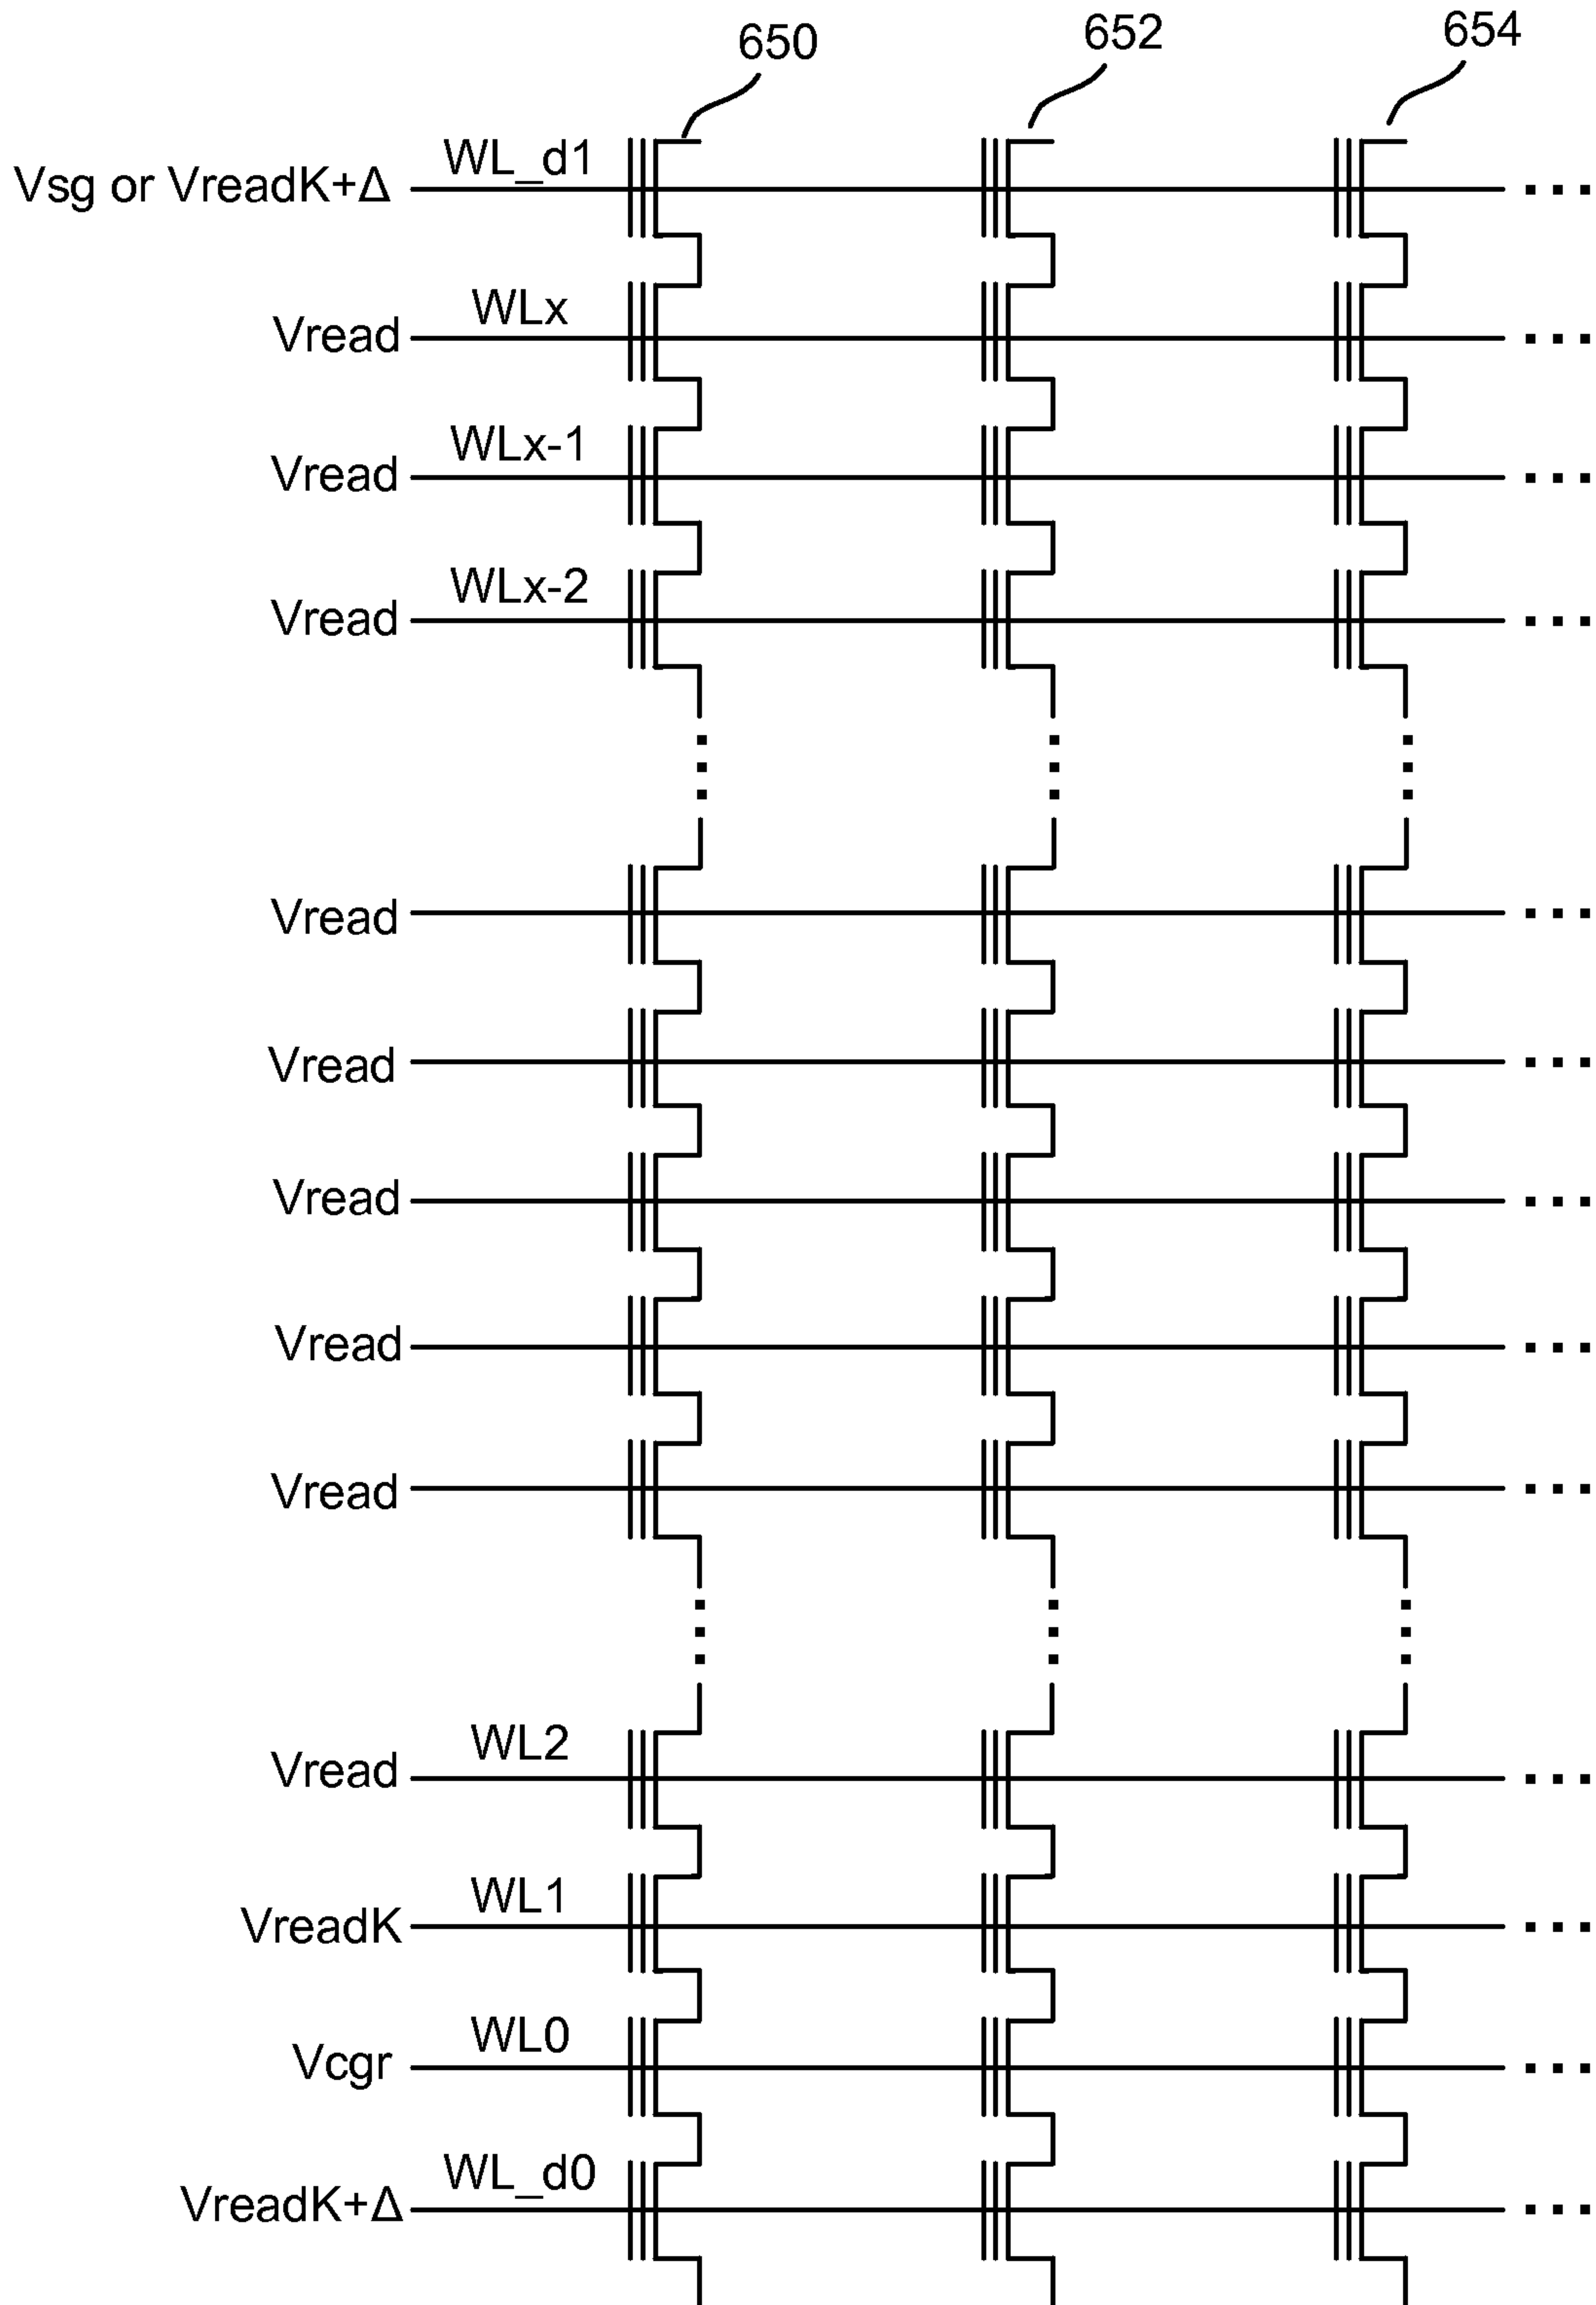 650 652 654
WL_d1
Vsg or VreadK+Δ
WLx
Vread
WLx-1
Vread
WLx-2
Vread
Vread
Vread
Vread
Vread
Vread
WL2
Vread
WL1
VreadK
WL0
Vcgr
WL_d0
VreadK+Δ